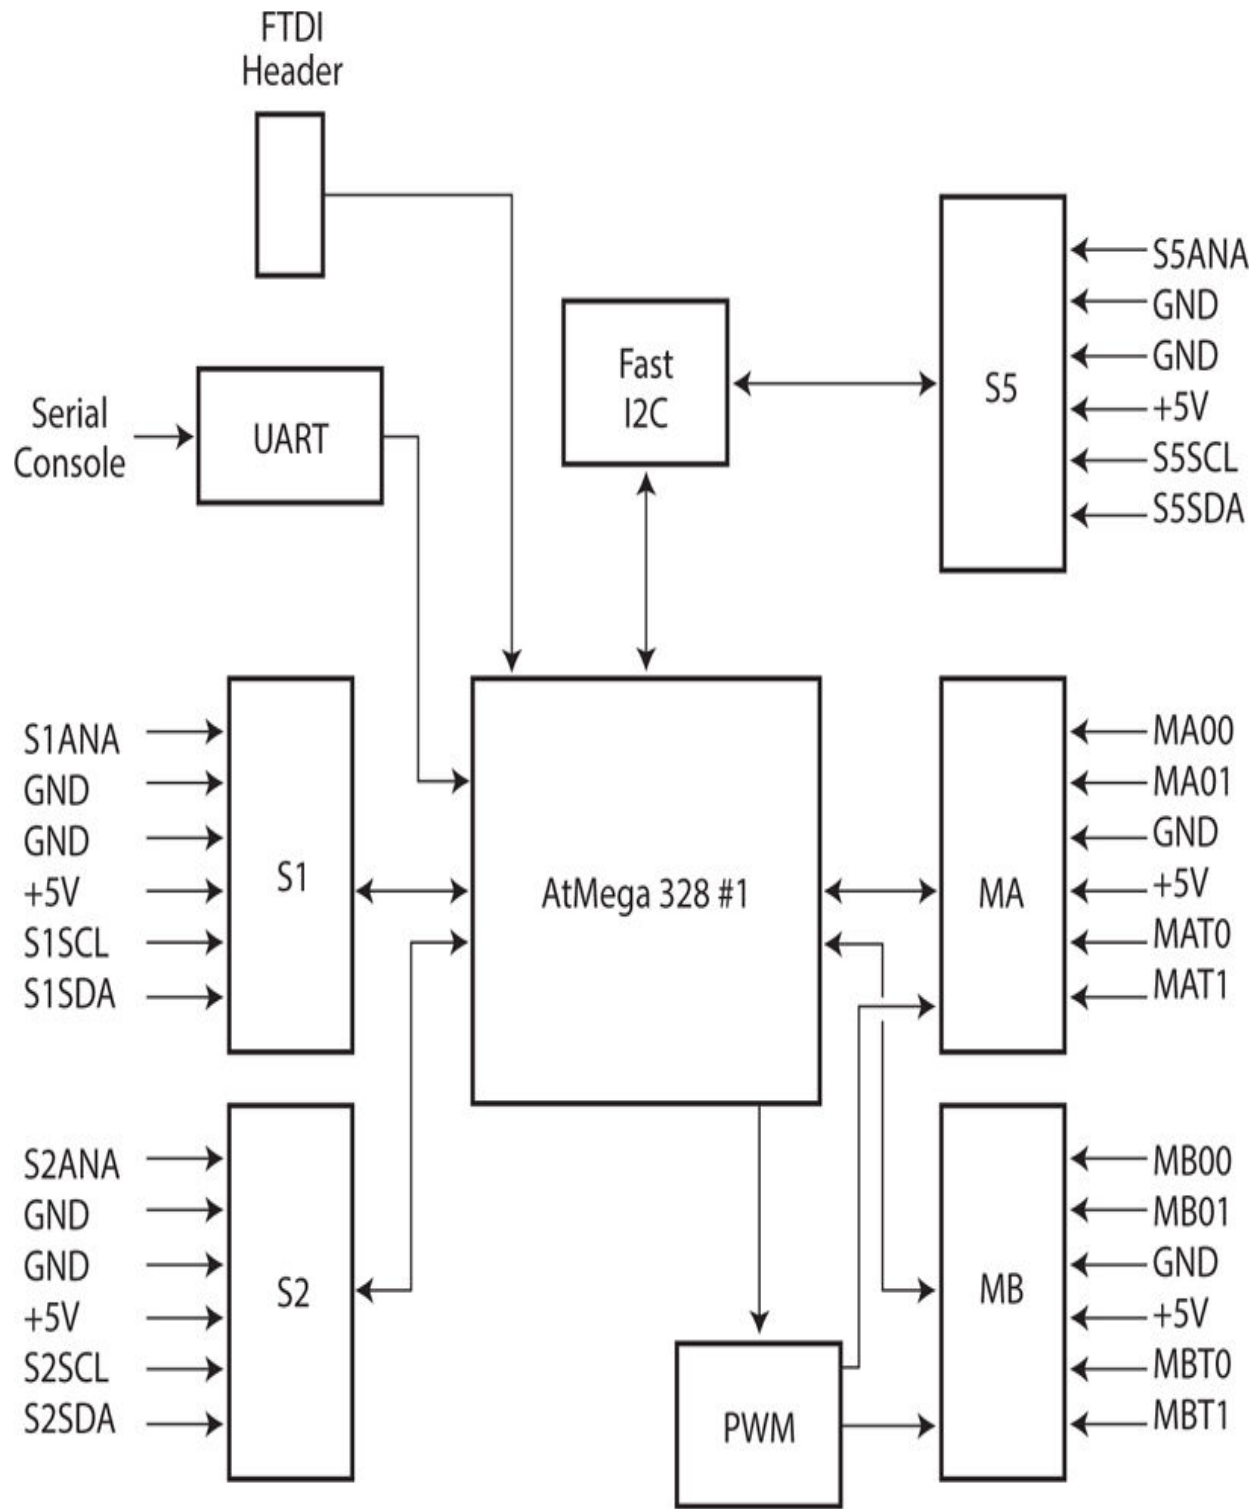 FTDI
Header
Serial
Console
UART
Fast
I2C
S5
S5ANA
GND
GND
+5V
S5SCL
S5SDA
S1ANA
GND
GND
+5V
S1SCL
S1SDA
S1
AtMega 328 #1
MA
MA00
MA01
GND
+5V
MAT0
MAT1
S2ANA
GND
GND
+5V
S2SCL
S2SDA
S2
PWM
MB
MB00
MB01
GND
+5V
MBT0
MBT1